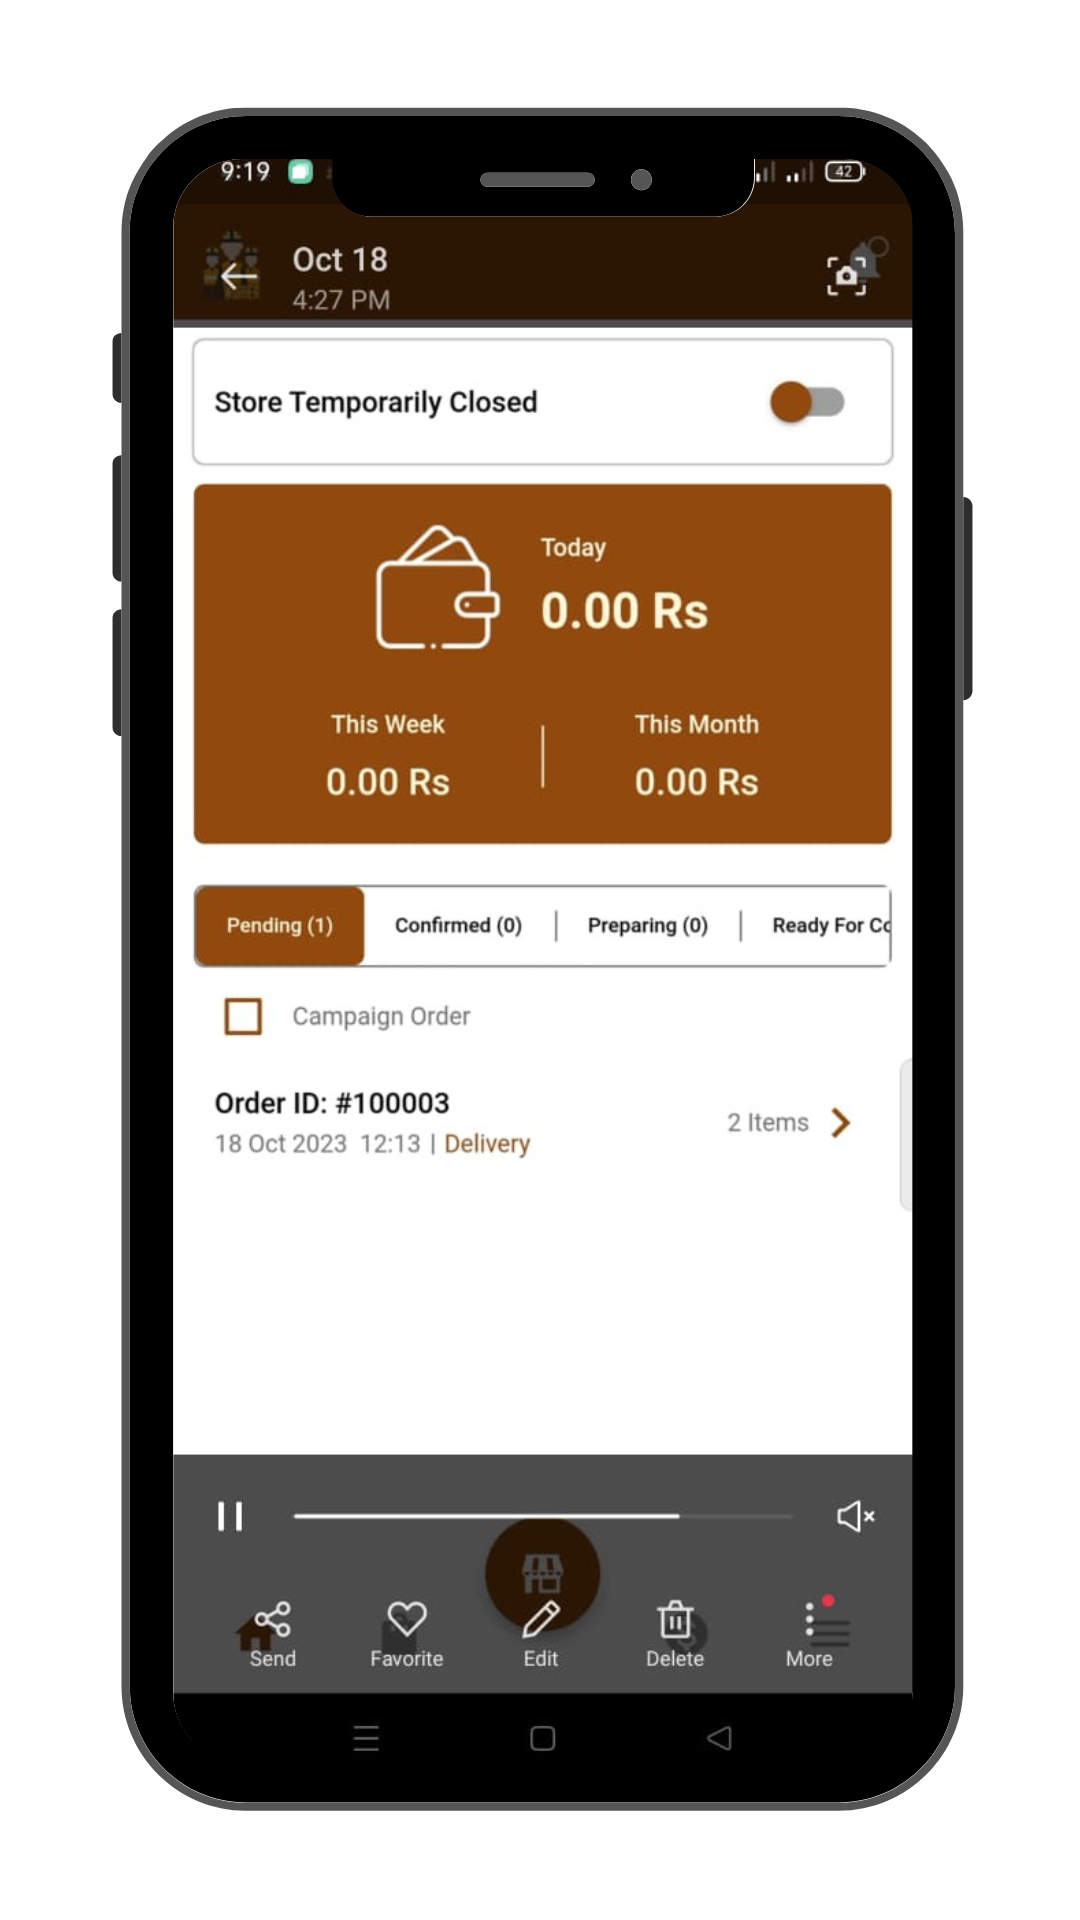 9:19
42
Oct 18
4:27 PM
Store Temporarily Closed
Today
0.00 Rs
This Week
This Month
0.00 Rs
0.00 Rs
Pending (1)
Confirmed (0)
Preparing (0)
Ready For Co
Campaign Order
Order ID: #100003
2 Items
18 Oct 2023 12:13 | Delivery
Send
Favorite
Edit
Delete
More